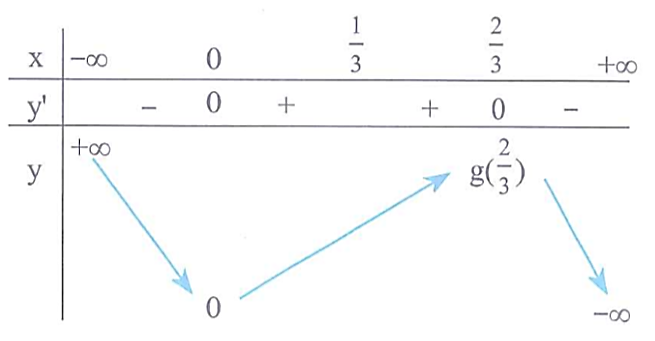 x −∞ 0 1/3 2/3 +∞
y' − 0 + + 0 −
y +∞ 0 g(2/3) −∞